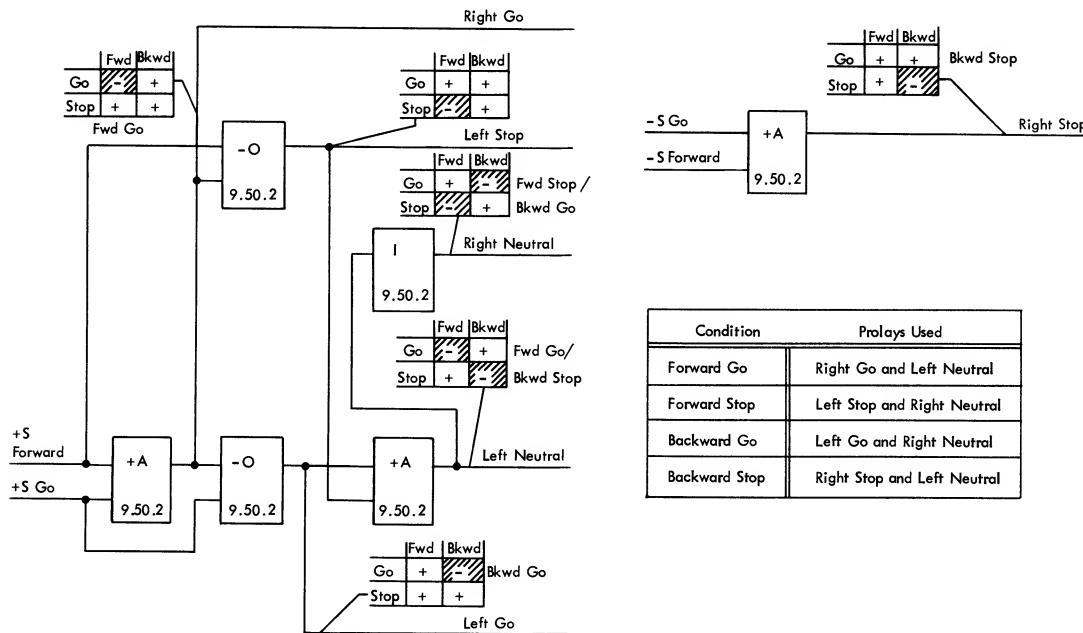 Right Go
Fwd Bkwd
Go - +
Stop + +
Fwd Go
Fwd Bkwd
Go + +
Stop - +
Left Stop
-O
9.50.2
Fwd Bkwd
Go + - Fwd Stop /
Stop - + Bkwd Go
Right Neutral
I
9.50.2
Fwd Bkwd
Go - + Fwd Go/
Stop + - Bkwd Stop
Left Neutral
+S
Forward
+S Go
+A
9.50.2
-O
9.50.2
+A
9.50.2
Fwd Bkwd
Go + - Bkwd Go
Stop + +
Left Go
Fwd Bkwd
Go + + Bkwd Stop
Stop + -
Right Stop
-S Go
-S Forward
+A
9.50.2
Condition Prolays Used
Forward Go Right Go and Left Neutral
Forward Stop Left Stop and Right Neutral
Backward Go Left Go and Right Neutral
Backward Stop Right Stop and Left Neutral